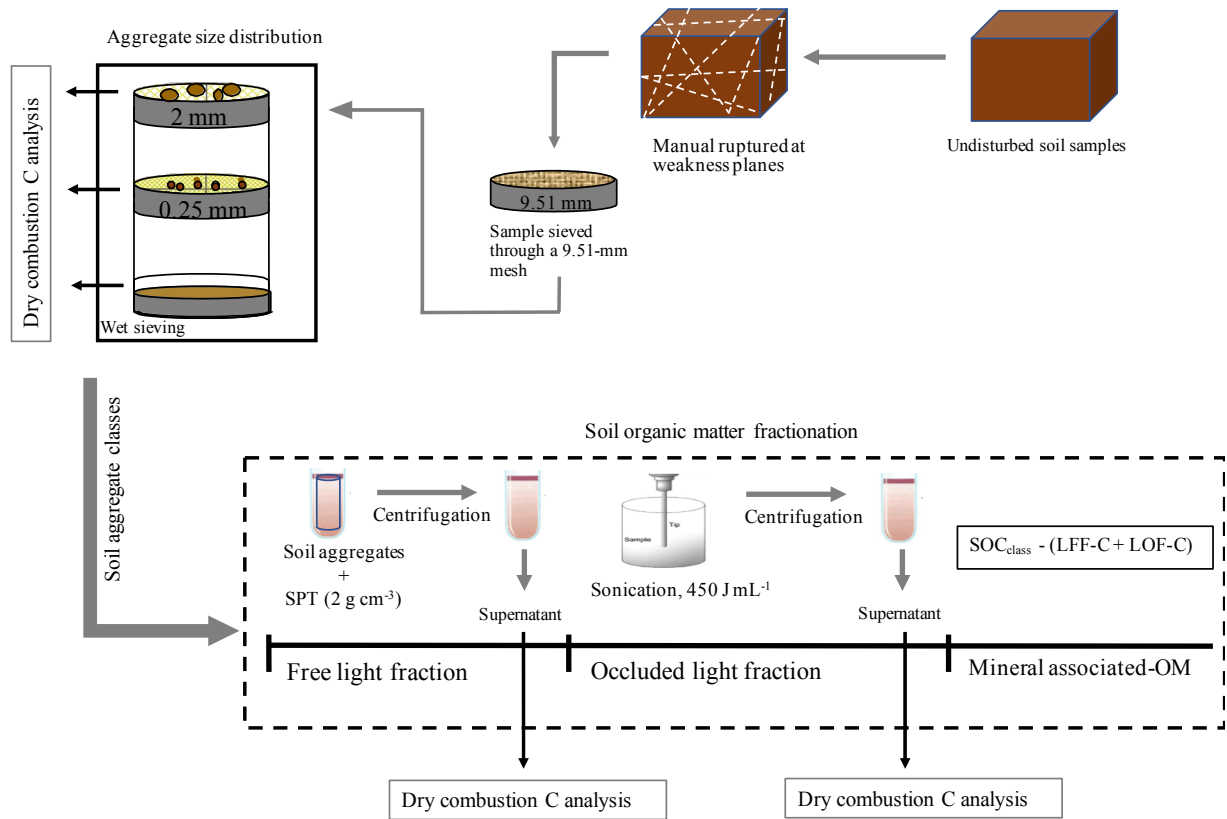 Aggregate size distribution
Dry combustion C analysis
2 mm
0.25 mm
Wet sieving
9.51 mm
Sample sieved
through a 9.51-mm
mesh
Manual ruptured at
weakness planes
Undisturbed soil samples
Soil aggregate classes
Soil organic matter fractionation
Centrifugation
Soil aggregates
+
SPT (2 g cm-3)
Supernatant
Sample
Tip
Sonication, 450 J mL-1
Centrifugation
Supernatant
SOCclass - (LFF-C + LOF-C)
Free light fraction
Occluded light fraction
Mineral associated-OM
Dry combustion C analysis
Dry combustion C analysis